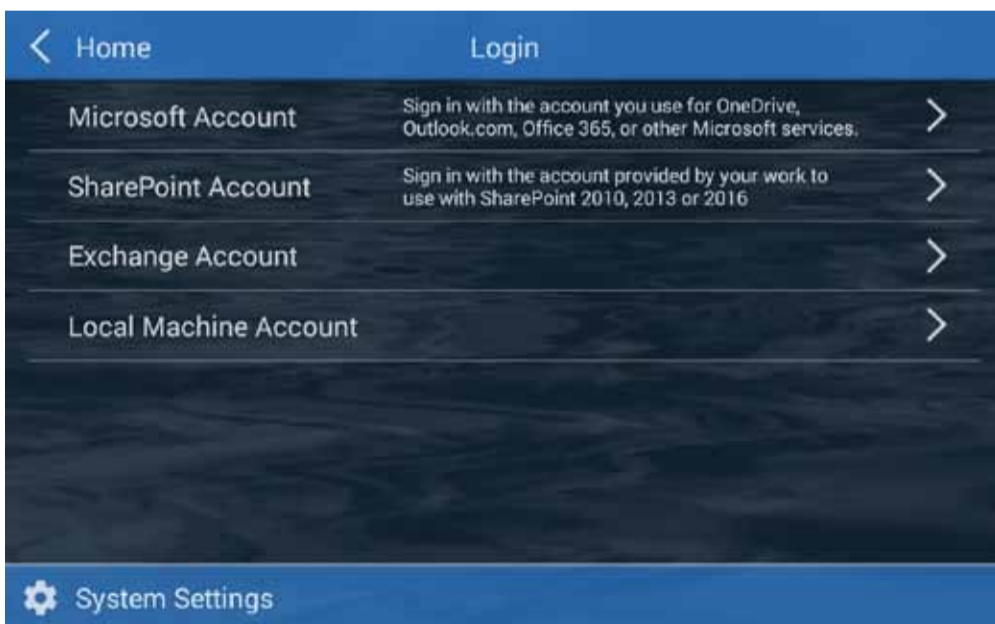 Home
Login
Microsoft Account
Sign in with the account you use for OneDrive,
Outlook.com, Office 365, or other Microsoft services.
SharePoint Account
Sign in with the account provided by your work to
use with SharePoint 2010, 2013 or 2016
Exchange Account
Local Machine Account
System Settings